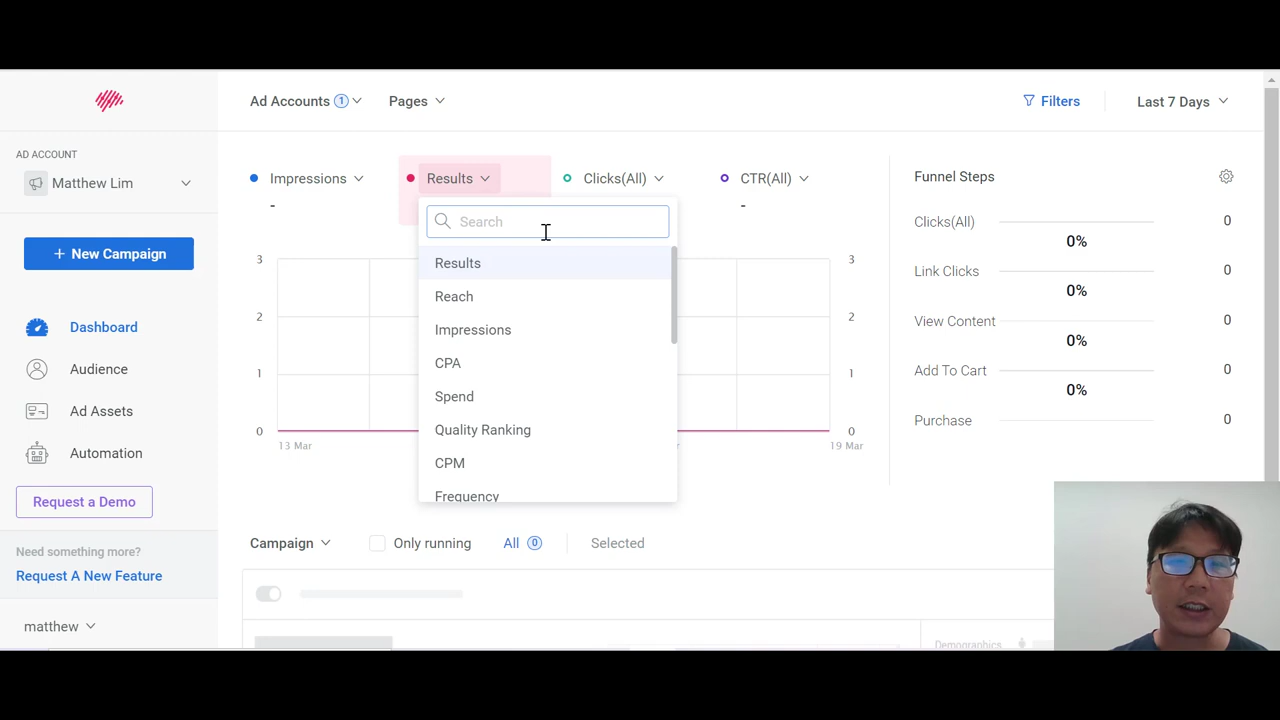 Ad Accounts 1
Pages
Filters
Last 7 Days
AD ACCOUNT
Matthew Lim
+ New Campaign
Dashboard
Audience
Ad Assets
Automation
Request a Demo
Need something more?
Request A New Feature
matthew
Impressions
-
Results
Clicks(All)
CTR(All)
-
Search
Results
Reach
Impressions
CPA
Spend
Quality Ranking
CPM
Frequency
3
2
1
0
3
2
1
0
13 Mar
19 Mar
Funnel Steps
Clicks(All) 0
0%
Link Clicks 0
0%
View Content 0
0%
Add To Cart 0
0%
Purchase 0
Campaign
Only running
All 0
Selected
Demographics